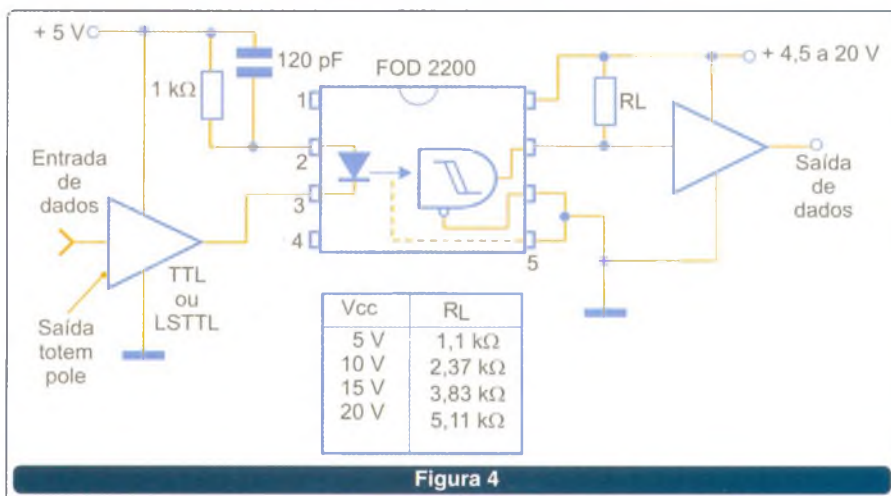 + 5 V
120 pF
1 kΩ
FOD 2200
+ 4,5 a 20 V
RL
1
2
3
4
5
Entrada
de
dados
Saída
de
dados
TTL
ou
LSTTL
Saída
totem
pole
Vcc RL
5 V 1,1 kΩ
10 V 2,37 kΩ
15 V 3,83 kΩ
20 V 5,11 kΩ
Figura 4